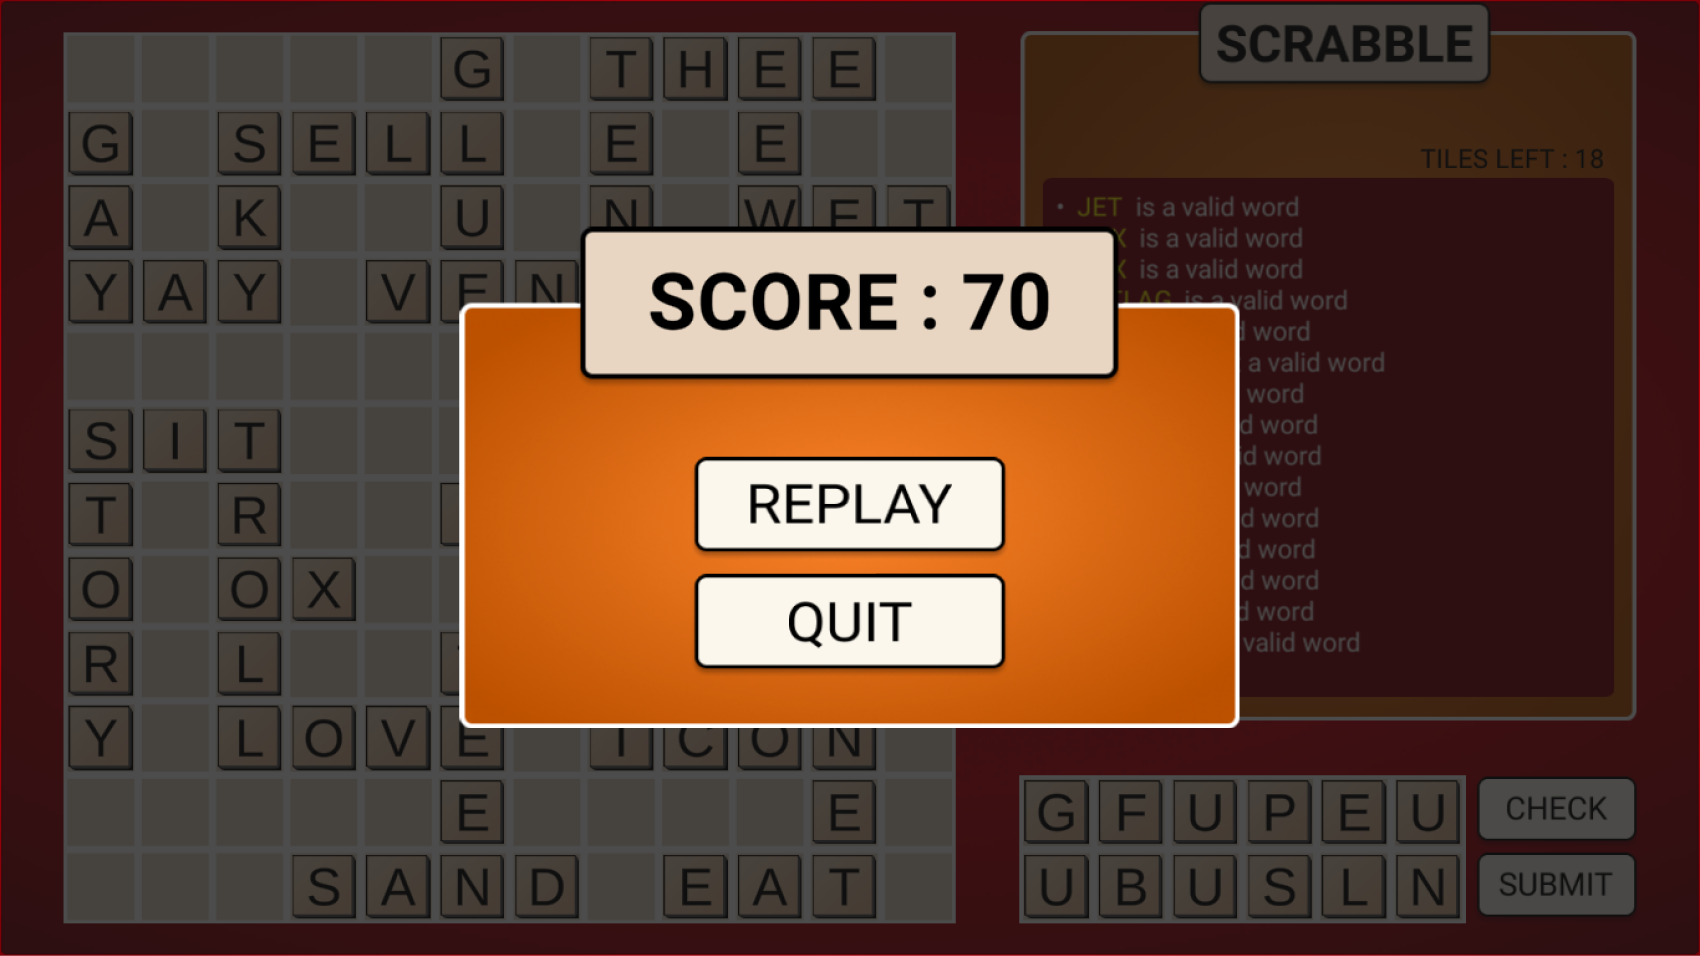 SCRABBLE
TILES LEFT : 18
G T H E E
G S E L L E E
A K U N W E T
Y A Y V E N
S I T
T R
O O X
R L
Y L O V E I C O N
E E
S A N D E A T
• JET is a valid word
X is a valid word
X is a valid word
FLAG is a valid word
word
a valid word
word
word
word
word
word
word
word
word
valid word
SCORE : 70
REPLAY
QUIT
G F U P E U
U B U S L N
CHECK
SUBMIT